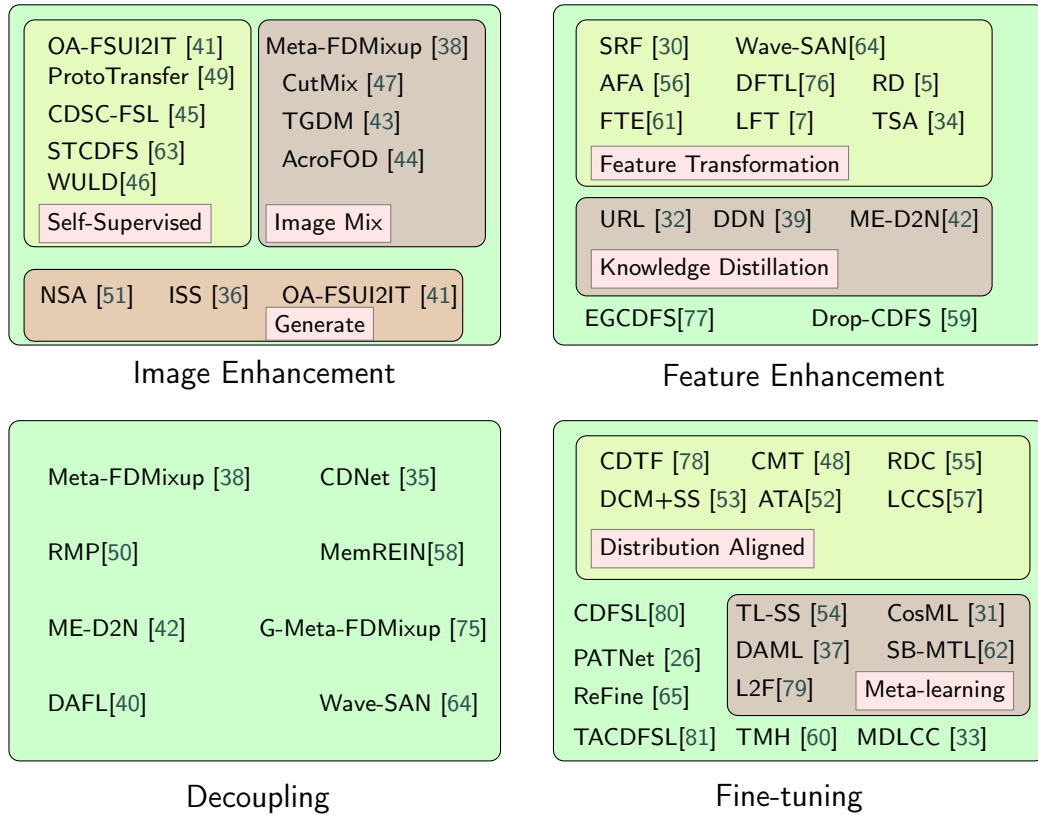 OA-FSUI2IT [41]
ProtoTransfer [49]
CDSC-FSL [45]
STCDFS [63]
WULD[46]
Self-Supervised
Meta-FDMixup [38]
CutMix [47]
TGDM [43]
AcroFOD [44]
Image Mix
NSA [51] ISS [36] OA-FSUI2IT [41]
Generate
Image Enhancement
SRF [30] Wave-SAN[64]
AFA [56] DFTL[76] RD [5]
FTE[61] LFT [7] TSA [34]
Feature Transformation
URL [32] DDN [39] ME-D2N[42]
Knowledge Distillation
EGCDFS[77] Drop-CDFS [59]
Feature Enhancement
Meta-FDMixup [38] CDNet [35]
RMP[50] MemREIN[58]
ME-D2N [42] G-Meta-FDMixup [75]
DAFL[40] Wave-SAN [64]
Decoupling
CDTF [78] CMT [48] RDC [55]
DCM+SS [53] ATA[52] LCCS[57]
Distribution Aligned
CDFSL[80]
PATNet [26]
ReFine [65]
TL-SS [54] CosML [31]
DAML [37] SB-MTL[62]
L2F[79] Meta-learning
TACDFSL[81] TMH [60] MDLCC [33]
Fine-tuning